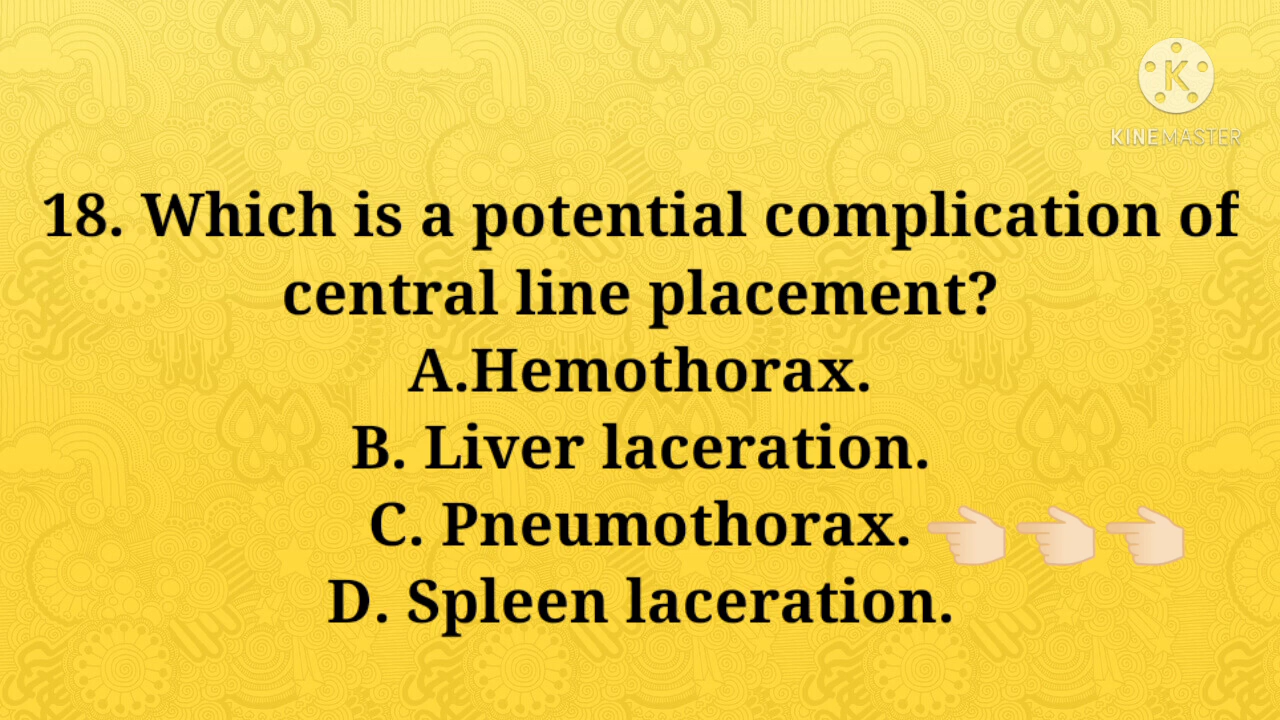 K
KINEMASTER
18. Which is a potential complication of
central line placement?
A.Hemothorax.
B. Liver laceration.
C. Pneumothorax.
D. Spleen laceration.